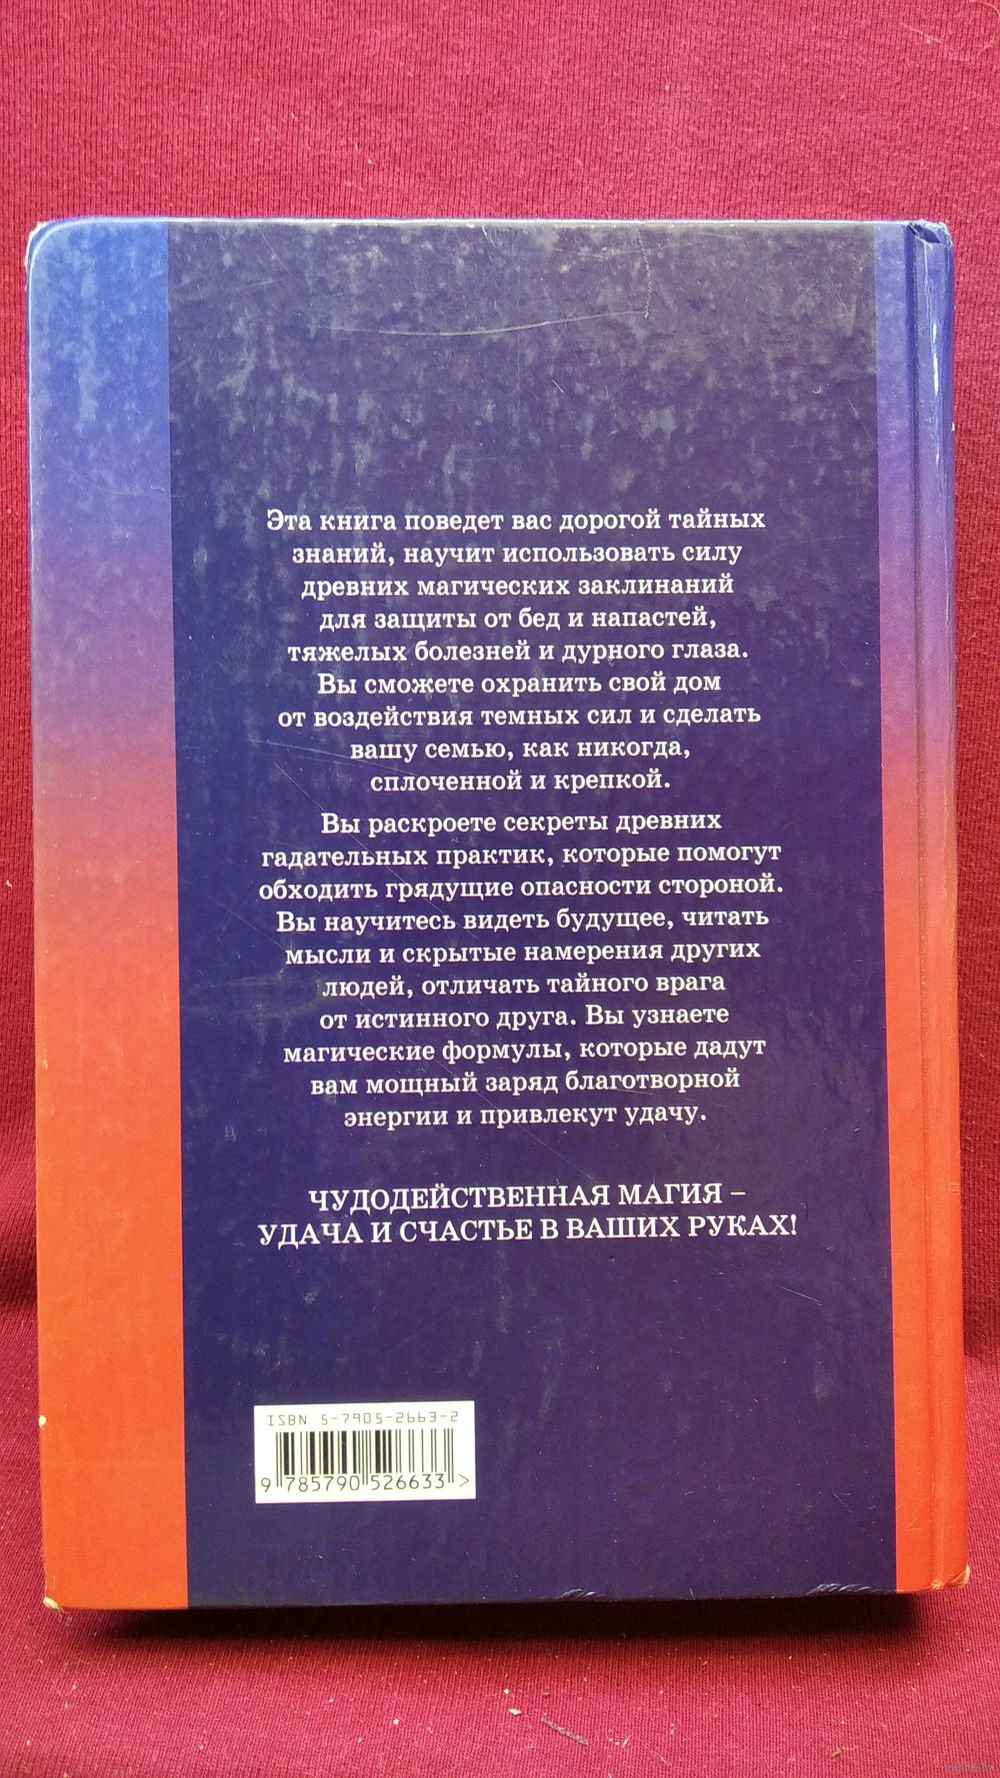 Эта книга поведет вас дорогой тайных
знаний, научит использовать силу
древних магических заклинаний
для защиты от бед и напастей,
тяжелых болезней и дурного глаза.
Вы сможете охранить свой дом
от воздействия темных сил и сделать
вашу семью, как никогда,
сплоченной и крепкой.
Вы раскроете секреты древних
гадательных практик, которые помогут
обходить грядущие опасности стороной.
Вы научитесь видеть будущее, читать
мысли и скрытые намерения других
людей, отличать тайного врага
от истинного друга. Вы узнаете
магические формулы, которые дадут
вам мощный заряд благотворной
энергии и привлекут удачу.
ЧУДОДЕЙСТВЕННАЯ МАГИЯ –
УДАЧА И СЧАСТЬЕ В ВАШИХ РУКАХ!
ISBN 5-7905-2663-2
9 785790 526633 >